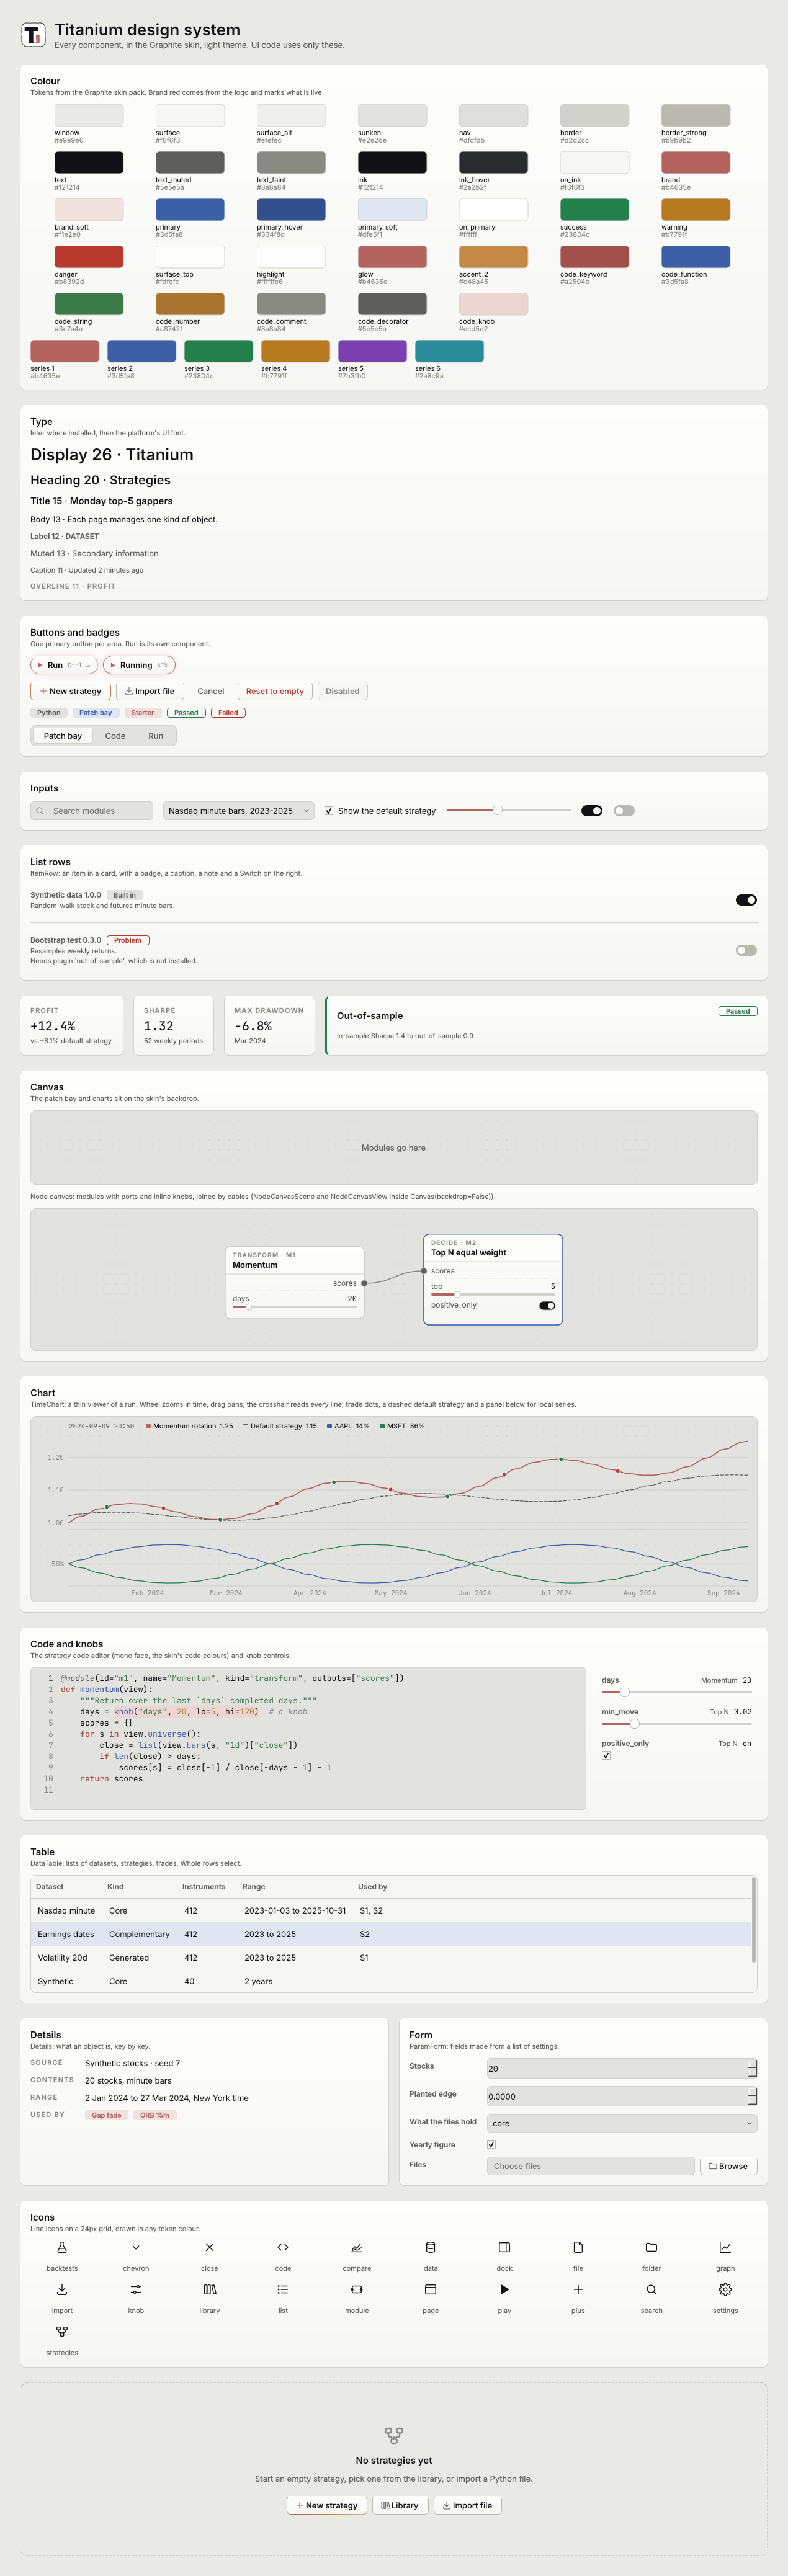 Titanium design system
Every component, in the Graphite skin, light theme. UI code uses only these.
Colour
Tokens from the Graphite skin pack. Brand red comes from the logo and marks what is live.
window surface surface_alt sunken nav border border_strong
#e9e9e6 #f6f6f3 #efefec #e2e2de #dfdfdb #d2d2cc #b9b9b2
text text_muted text_faint ink ink_hover on_ink brand
#121214 #5e5e5a #8a8a84 #121214 #2a2b2f #f6f6f3 #b4635e
brand_soft primary primary_hover primary_soft on_primary success warning
#f1e2e0 #3d5fa8 #334f8d #dfe5f1 #ffffff #23804c #b7791f
danger surface_top highlight glow accent_2 code_keyword code_function
#b8392d #fdfdfc #ffffffe6 #b4635e #c48a45 #a2504b #3d5fa8
code_string code_number code_comment code_decorator code_knob
#3c7a4a #a8742f #8a8a84 #5e5e5a #ecd5d2
series 1 series 2 series 3 series 4 series 5 series 6
#b4635e #3d5fa8 #23804c #b7791f #7b3fb0 #2a8c9a
Type
Inter where installed, then the platform's UI font.
Display 26 · Titanium
Heading 20 · Strategies
Title 15 · Monday top-5 gappers
Body 13 · Each page manages one kind of object.
Label 12 · DATASET
Muted 13 · Secondary information
Caption 11 · Updated 2 minutes ago
OVERLINE 11 · PROFIT
Buttons and badges
One primary button per area. Run is its own component.
Run Ctrl ↵ Running 61%
New strategy Import file Cancel Reset to empty Disabled
Python Patch bay Starter Passed Failed
Patch bay Code Run
Inputs
Search modules Nasdaq minute bars, 2023-2025 Show the default strategy
List rows
ItemRow: an item in a card, with a badge, a caption, a note and a Switch on the right.
Synthetic data 1.0.0 Built in
Random-walk stock and futures minute bars.
Bootstrap test 0.3.0 Problem
Resamples weekly returns.
Needs plugin 'out-of-sample', which is not installed.
PROFIT
+12.4%
vs +8.1% default strategy
SHARPE
1.32
52 weekly periods
MAX DRAWDOWN
-6.8%
Mar 2024
Out-of-sample Passed
In-sample Sharpe 1.4 to out-of-sample 0.9
Canvas
The patch bay and charts sit on the skin's backdrop.
Modules go here
Node canvas: modules with ports and inline knobs, joined by cables (NodeCanvasScene and NodeCanvasView inside Canvas(backdrop=False)).
TRANSFORM · M1
Momentum
scores
days 20
DECIDE · M2
Top N equal weight
scores
top 5
positive_only
Chart
TimeChart: a thin viewer of a run. Wheel zooms in time, drag pans, the crosshair reads every line; trade dots, a dashed default strategy and a panel below for local series.
2024-09-09 20:50 Momentum rotation 1.25 Default strategy 1.15 AAPL 14% MSFT 86%
1.20
1.10
1.00
50%
Feb 2024 Mar 2024 Apr 2024 May 2024 Jun 2024 Jul 2024 Aug 2024 Sep 2024
Code and knobs
The strategy code editor (mono face, the skin's code colours) and knob controls.
1 @module(id="m1", name="Momentum", kind="transform", outputs=["scores"])
2 def momentum(view):
3 """Return over the last `days` completed days."""
4 days = knob("days", 20, lo=5, hi=120) # a knob
5 scores = {}
6 for s in view.universe():
7 close = list(view.bars(s, "1d")["close"])
8 if len(close) > days:
9 scores[s] = close[-1] / close[-days - 1] - 1
10 return scores
11
days Momentum 20
min_move Top N 0.02
positive_only Top N on
Table
DataTable: lists of datasets, strategies, trades. Whole rows select.
Dataset Kind Instruments Range Used by
Nasdaq minute Core 412 2023-01-03 to 2025-10-31 S1, S2
Earnings dates Complementary 412 2023 to 2025 S2
Volatility 20d Generated 412 2023 to 2025 S1
Synthetic Core 40 2 years
Details
Details: what an object is, key by key.
SOURCE Synthetic stocks · seed 7
CONTENTS 20 stocks, minute bars
RANGE 2 Jan 2024 to 27 Mar 2024, New York time
USED BY Gap fade ORB 15m
Form
ParamForm: fields made from a list of settings.
Stocks 20
Planted edge 0.0000
What the files hold core
Yearly figure
Files Choose files Browse
Icons
Line icons on a 24px grid, drawn in any token colour.
backtests chevron close code compare data dock file folder graph
import knob library list module page play plus search settings
strategies
No strategies yet
Start an empty strategy, pick one from the library, or import a Python file.
New strategy Library Import file